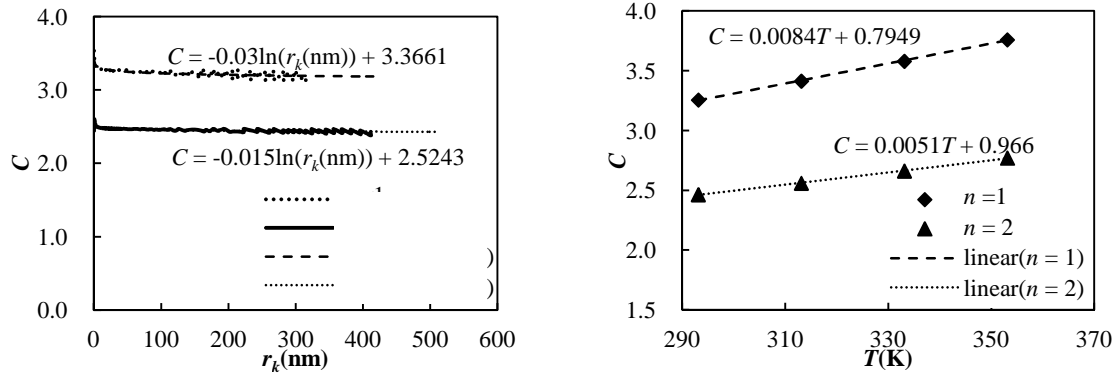 4.0
C = -0.03ln(r_k(nm)) + 3.3661
3.0
2.0
C = -0.015ln(r_k(nm)) + 2.5243
1.0
)
)
0.0
0 100 200 300 400 500 600
C
r_k(nm)
4.0
C = 0.0084T + 0.7949
3.5
3.0
C = 0.0051T + 0.966
2.5
n =1
n = 2
2.0
linear(n = 1)
linear(n = 2)
1.5
290 310 330 350 370
C
T(K)